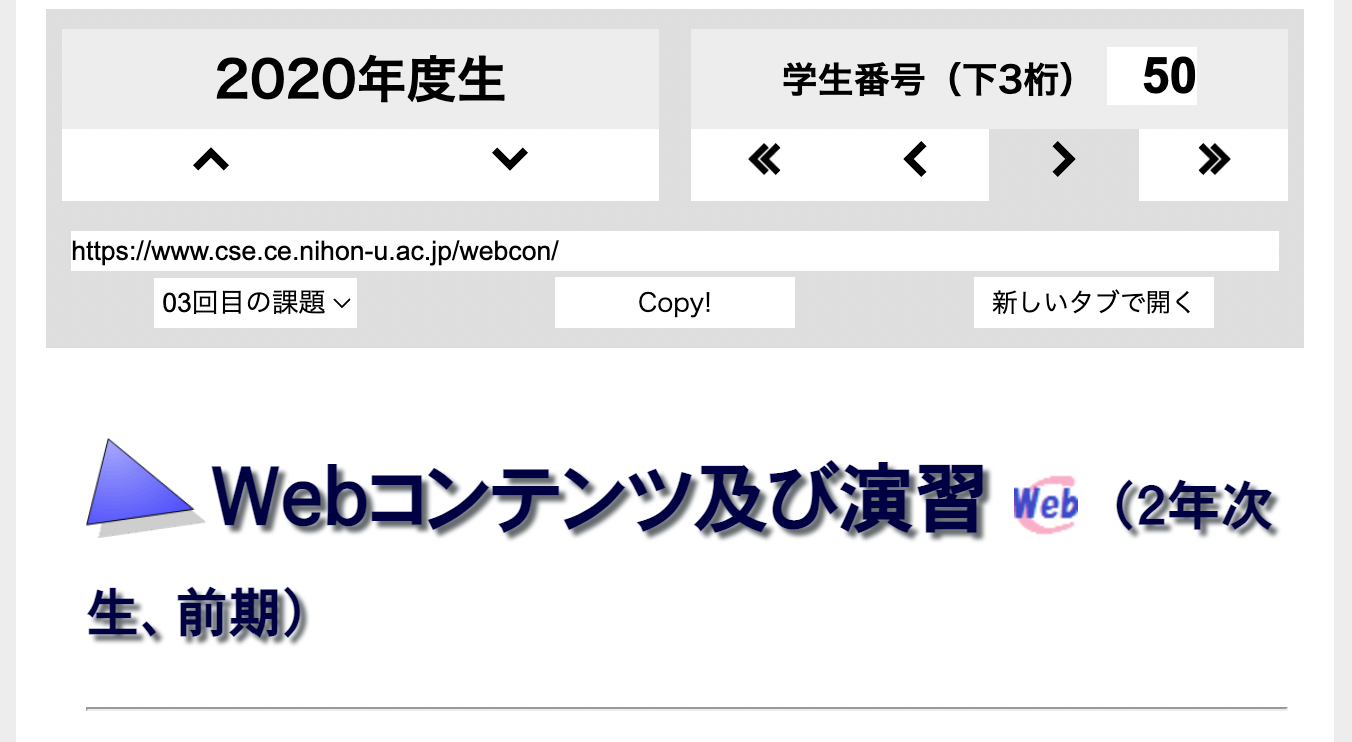 2020年度生
学生番号（下3桁） 50
https://www.cse.ce.nihon-u.ac.jp/webcon/
03回目の課題
Copy!
新しいタブで開く
Webコンテンツ及び演習 Web （2年次
生、前期）